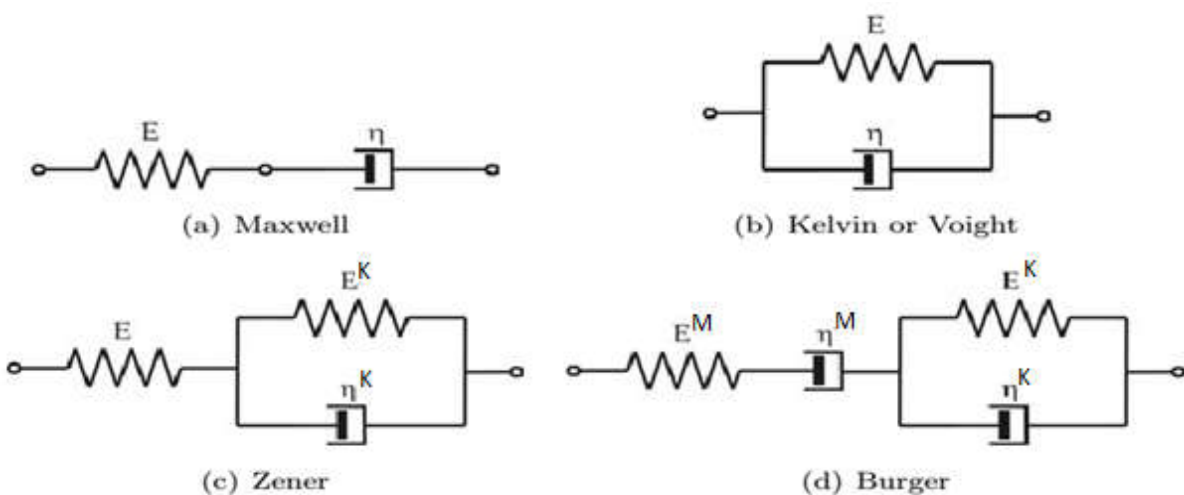 E
η
(a) Maxwell
E
η
(b) Kelvin or Voight
E
E^K
η^K
(c) Zener
E^M
η^M
E^K
η^K
(d) Burger